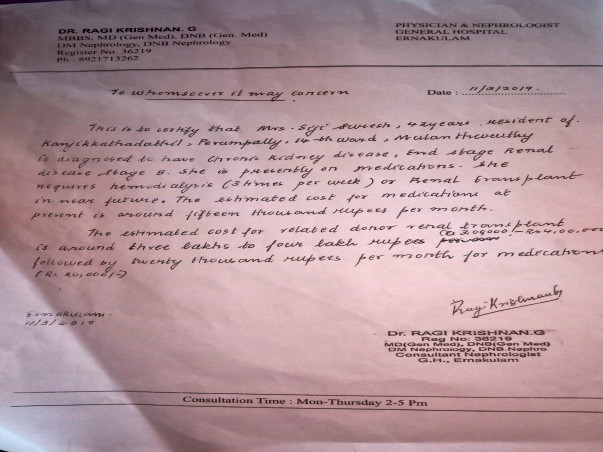 DR. RAGI KRISHNAN. G
MBBS, MD (Gen Med), DNB (Gen. Med)
DM Nephrology, DNB Nephrology
Register No. 36219
Ph : 8921713262
PHYSICIAN & NEPHROLOGIST
GENERAL HOSPITAL
ERNAKULAM
To whomsoever it may concern
Date : 11/3/2019
This is to certify that Mrs. Siji Suresh, 42years, resident of
Kanjikkathadathil, Perumpally, 14th ward, Mulanthuruthy
is diagnosed to have chronic kidney disease, End stage Renal
disease stage 5. She is presently on medications. She
requires hemodialysis (3 times per week) or Renal transplant
in near future. The estimated cost for medications at
present is around fifteen thousand rupees per month.
The estimated cost for related donor renal transplant
is around three lakhs to four lakh rupees
followed by twenty thousand rupees per month for medications
(Rs 20,000/-)
Ernakulam
11/3/2019
Ragi Krishnan G
Dr. RAGI KRISHNAN.G
Reg No: 36219
MD(Gen Med), DNB(Gen Med)
DM Nephrology, DNB Nephro
Consultant Nephrologist
G.H., Ernakulam
Consultation Time : Mon-Thursday 2-5 Pm